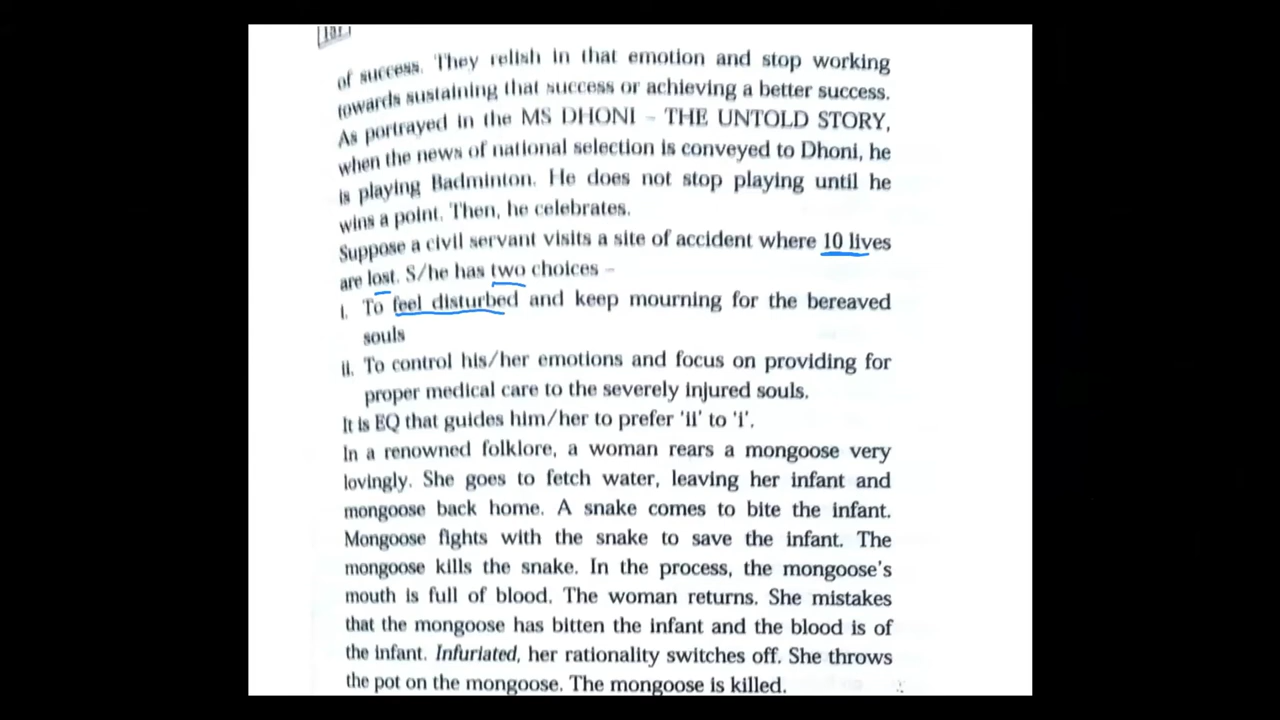 of success. They relish in that emotion and stop working
towards sustaining that success or achieving a better success.
As portrayed in the MS DHONI – THE UNTOLD STORY,
when the news of national selection is conveyed to Dhoni, he
is playing Badminton. He does not stop playing until he
wins a point. Then, he celebrates.
Suppose a civil servant visits a site of accident where 10 lives
are lost. S/he has two choices –
i. To feel disturbed and keep mourning for the bereaved
souls
ii. To control his/her emotions and focus on providing for
proper medical care to the severely injured souls.
It is EQ that guides him/her to prefer 'ii' to 'i'.
In a renowned folklore, a woman rears a mongoose very
lovingly. She goes to fetch water, leaving her infant and
mongoose back home. A snake comes to bite the infant.
Mongoose fights with the snake to save the infant. The
mongoose kills the snake. In the process, the mongoose's
mouth is full of blood. The woman returns. She mistakes
that the mongoose has bitten the infant and the blood is of
the infant. Infuriated, her rationality switches off. She throws
the pot on the mongoose. The mongoose is killed.